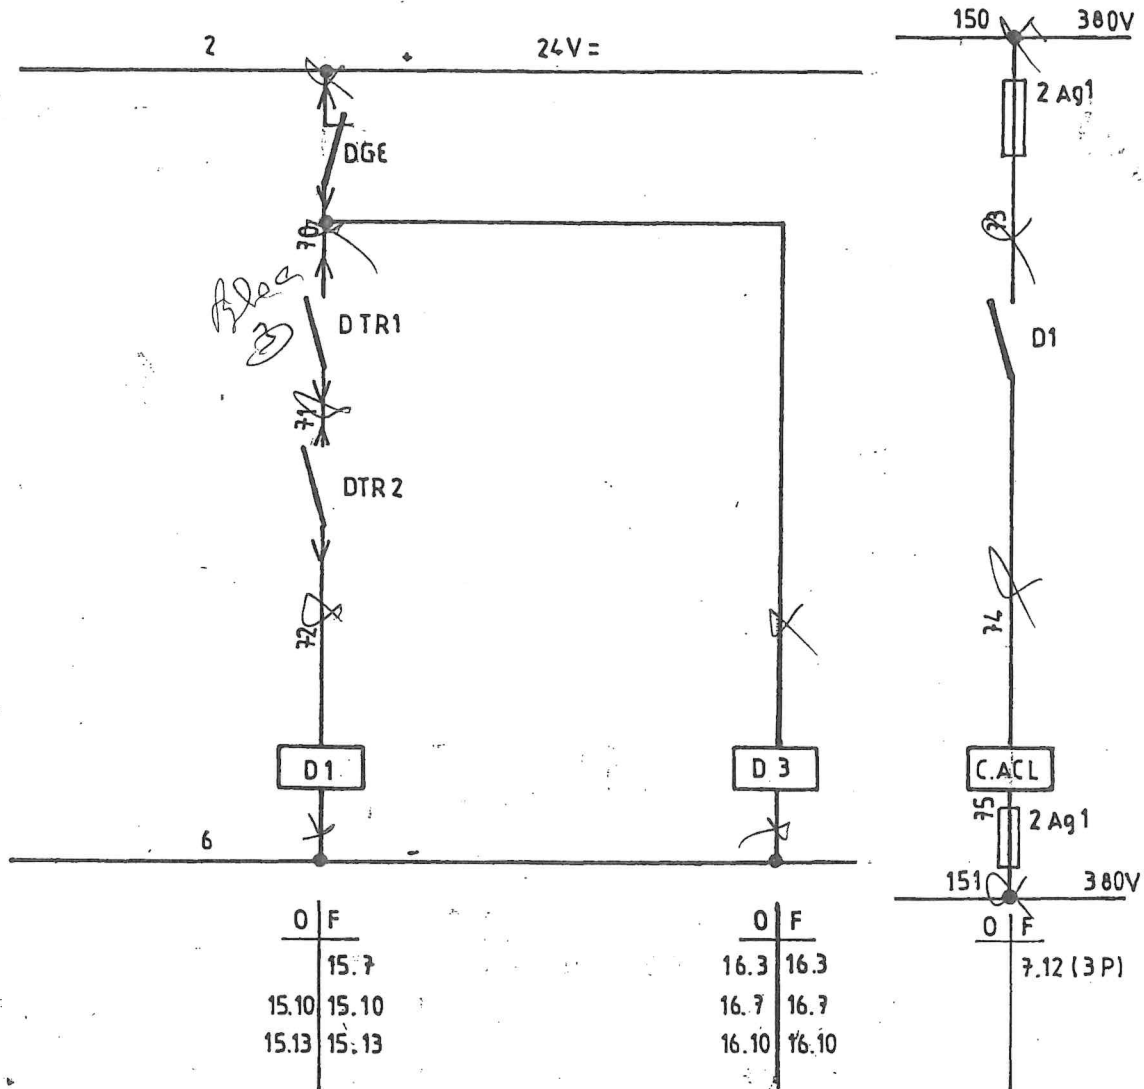 2 + 24V =
150 380V
2 Ag1
DGE
70
73
DTR1
3
D1
71
DTR2
74
72
D1
D3
C.ACL
75
2 Ag1
6 -
151 380V
O F
15.7
15.10 15.10
15.13 15.13
O F
16.3 16.3
16.7 16.7
16.10 16.10
O F
7.12 (3P)